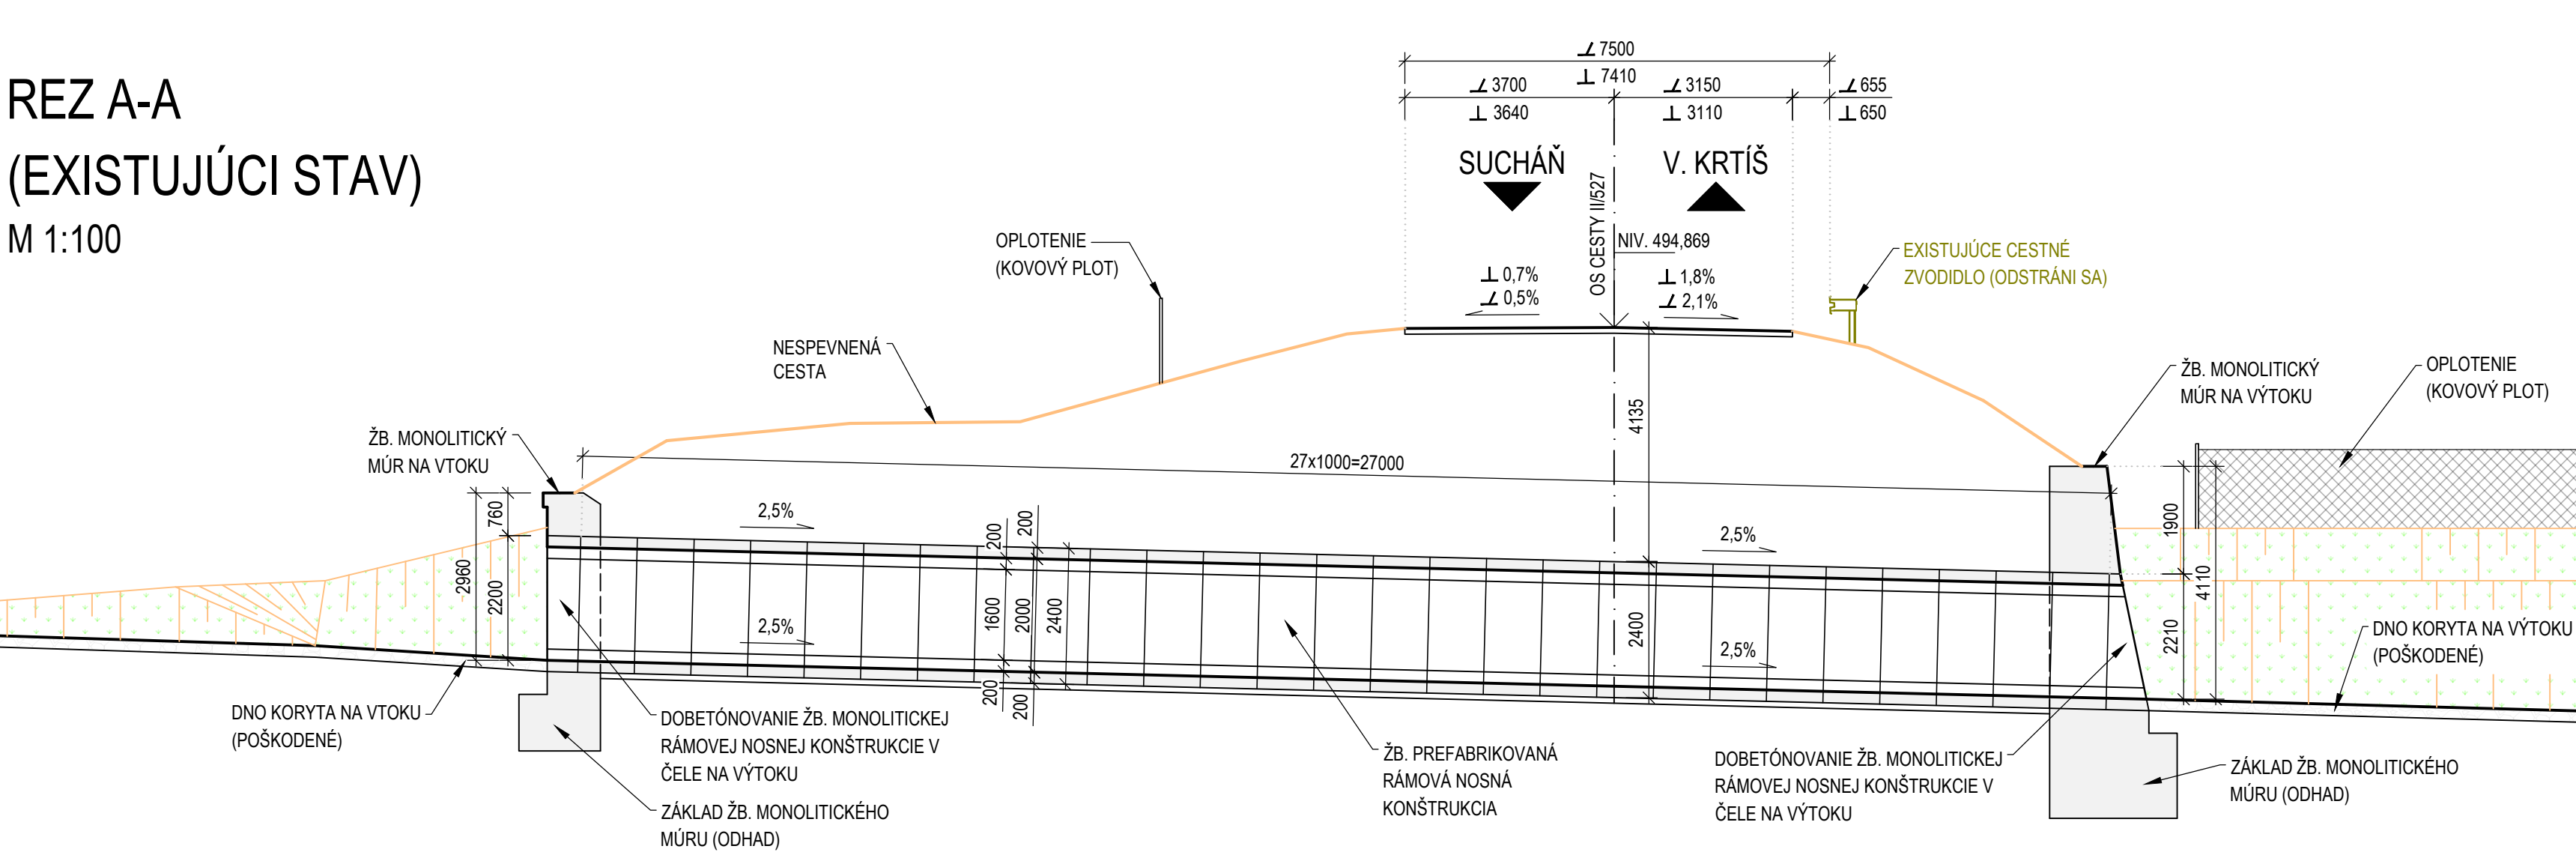 REZ A-A
(EXISTUJÚCI STAV)
M 1:100
7500
7410
3700
3640
3150
3110
655
650
SUCHÁŇ
V. KRTÍŠ
OS CESTY II/527
NIV. 494,869
0,7%
0,5%
1,8%
2,1%
EXISTUJÚCE CESTNÉ
ZVODIDLO (ODSTRÁNI SA)
OPLOTENIE
(KOVOVÝ PLOT)
NESPEVNENÁ
CESTA
ŽB. MONOLITICKÝ
MÚR NA VTOKU
ŽB. MONOLITICKÝ
MÚR NA VÝTOKU
OPLOTENIE
(KOVOVÝ PLOT)
27x1000=27000
4135
2960
760
2200
2,5%
2,5%
2,5%
2,5%
200
200
1600
2000
2400
200
200
2400
1900
4110
2210
DNO KORYTA NA VTOKU
(POŠKODENÉ)
DOBETÓNOVANIE ŽB. MONOLITICKEJ
RÁMOVEJ NOSNEJ KONŠTRUKCIE V
ČELE NA VÝTOKU
ZÁKLAD ŽB. MONOLITICKÉHO
MÚRU (ODHAD)
ŽB. PREFABRIKOVANÁ
RÁMOVÁ NOSNÁ
KONŠTRUKCIA
DOBETÓNOVANIE ŽB. MONOLITICKEJ
RÁMOVEJ NOSNEJ KONŠTRUKCIE V
ČELE NA VÝTOKU
DNO KORYTA NA VÝTOKU
(POŠKODENÉ)
ZÁKLAD ŽB. MONOLITICKÉHO
MÚRU (ODHAD)